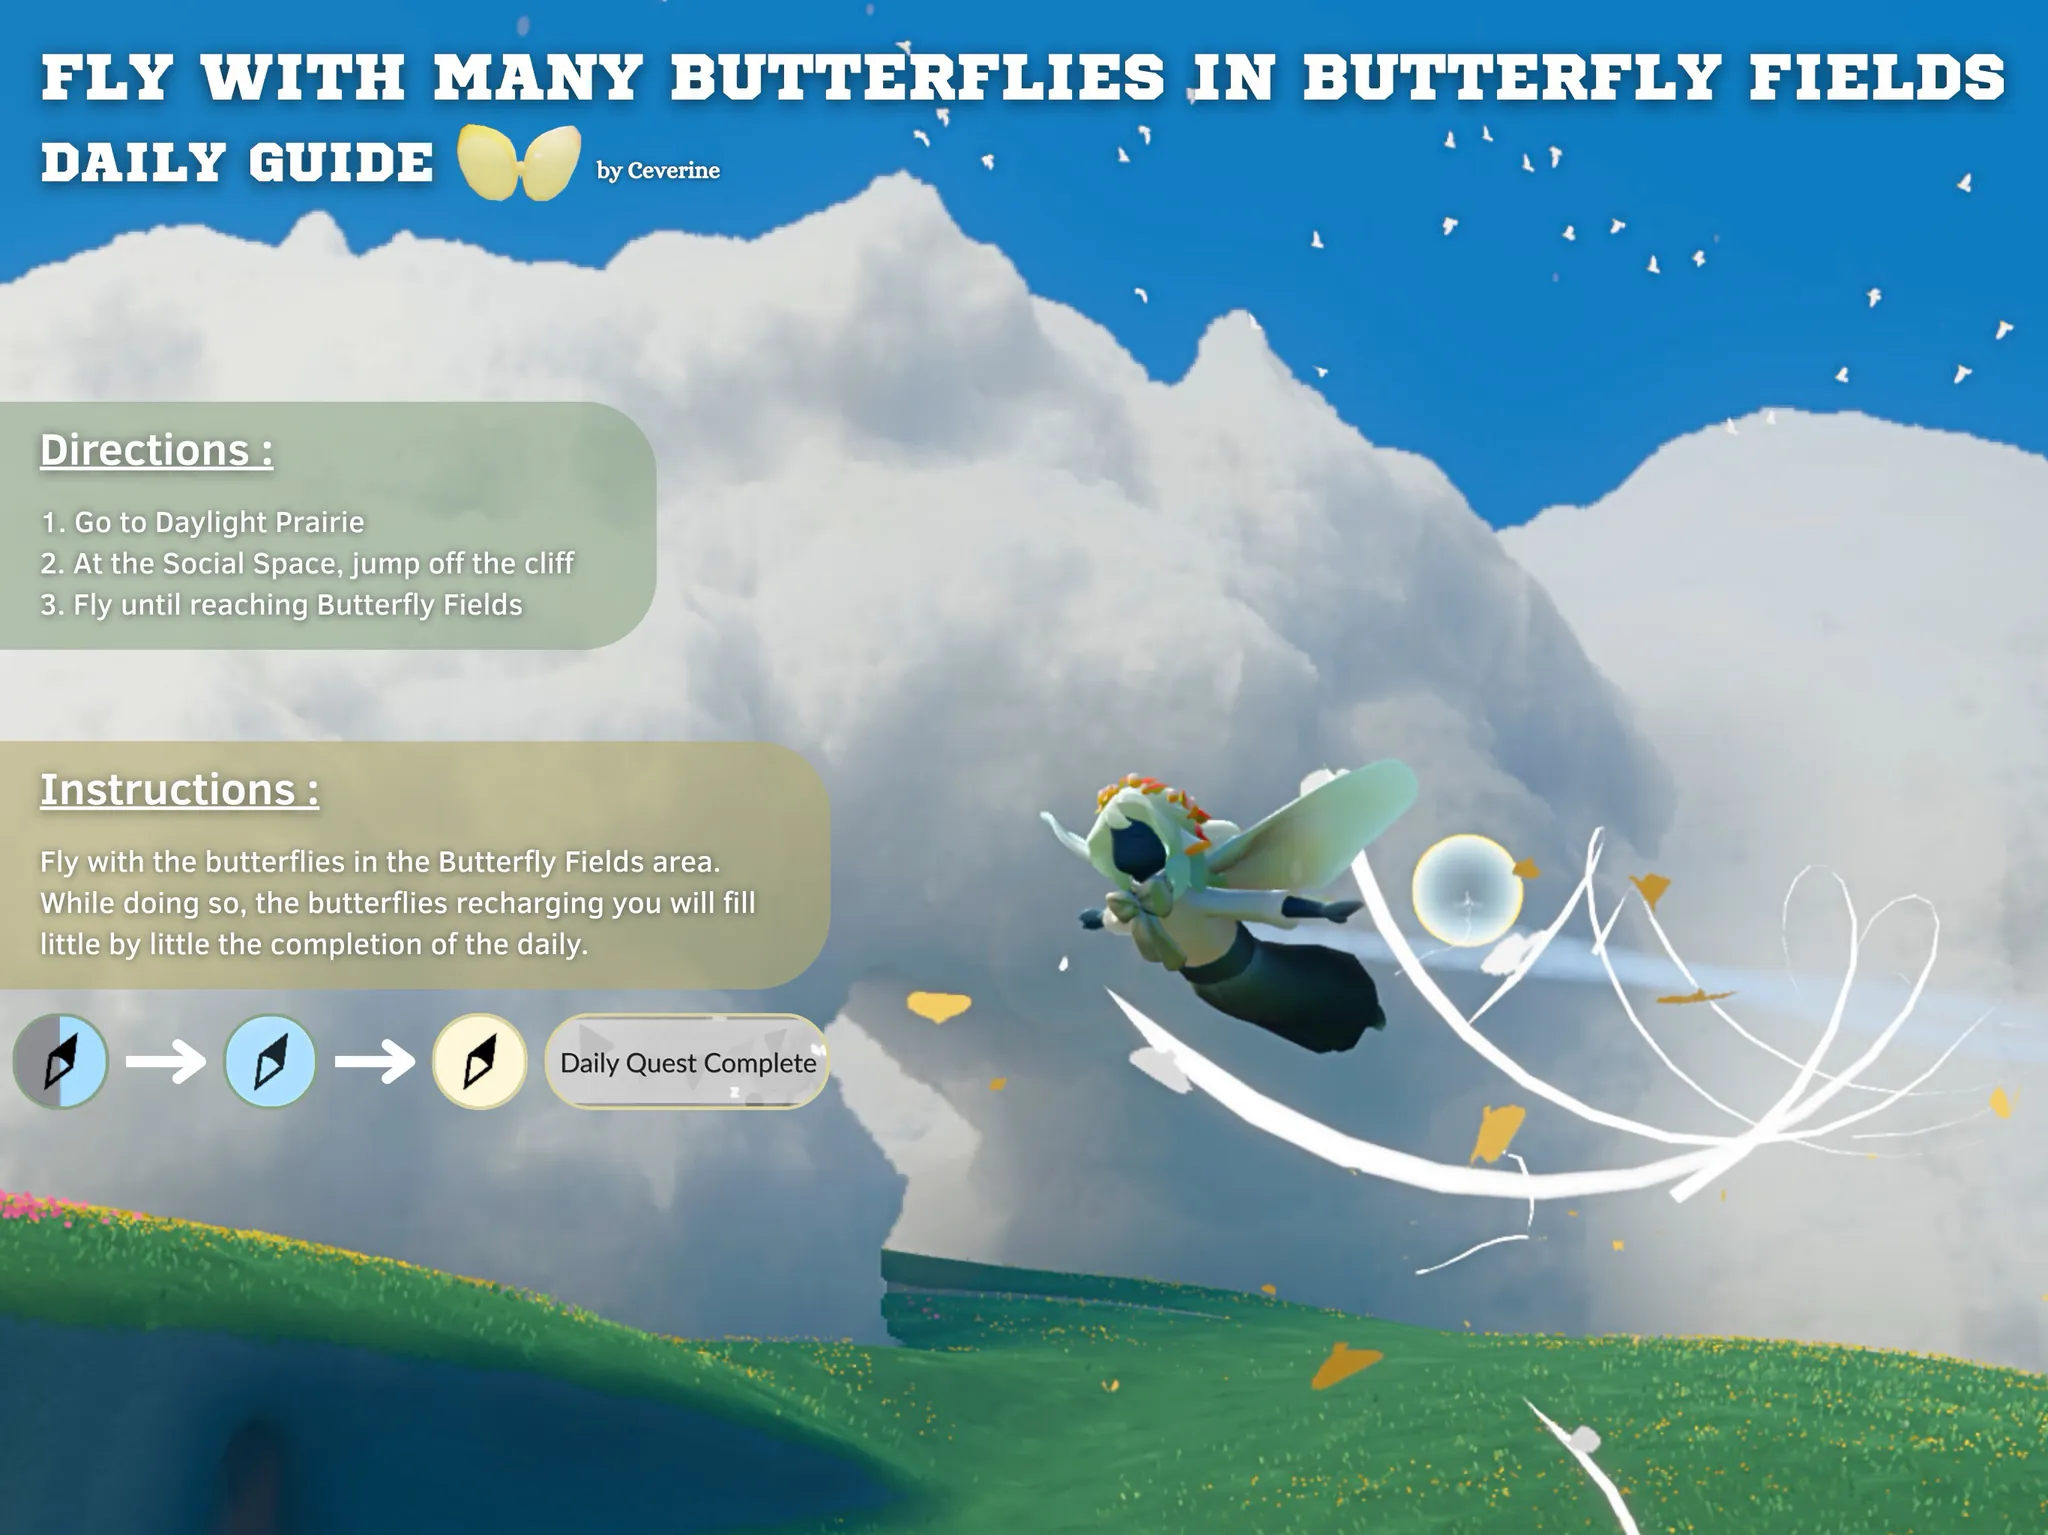 FLY WITH MANY BUTTERFLIES IN BUTTERFLY FIELDS
DAILY GUIDE by Ceverine
Directions :
1. Go to Daylight Prairie
2. At the Social Space, jump off the cliff
3. Fly until reaching Butterfly Fields
Instructions :
Fly with the butterflies in the Butterfly Fields area.
While doing so, the butterflies recharging you will fill
little by little the completion of the daily.
Daily Quest Complete